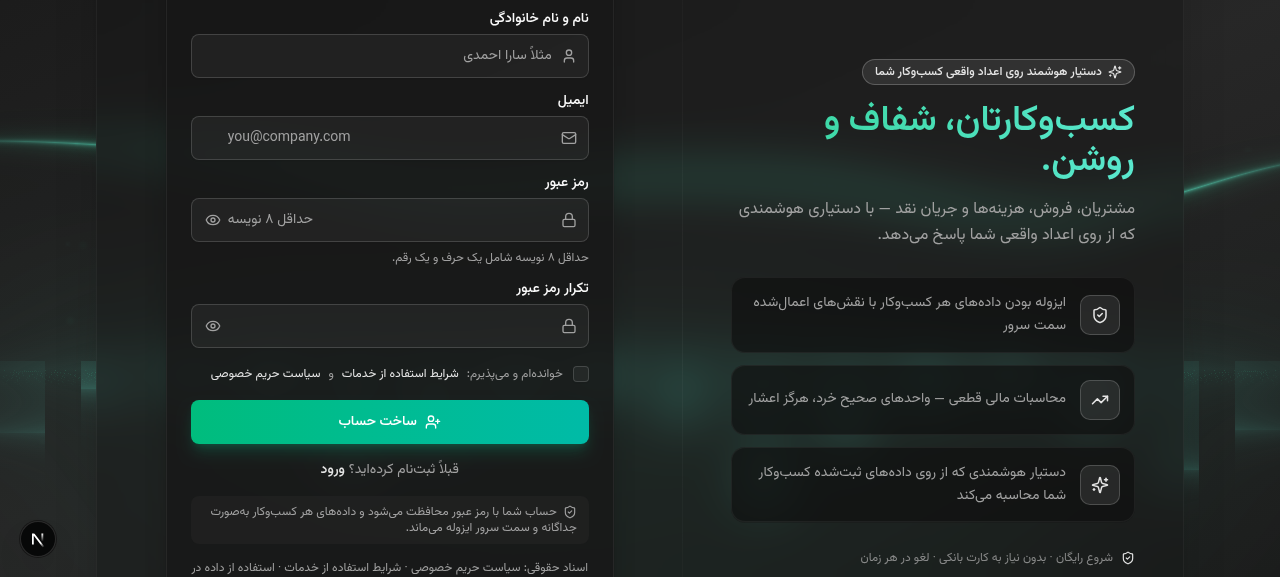 دستیار هوشمند روی اعداد واقعی کسب‌وکار شما
کسب‌وکارتان، شفاف و
روشن.
مشتریان، فروش، هزینه‌ها و جریان نقد — با دستیاری هوشمندی
که از روی اعداد واقعی شما پاسخ می‌دهد.
ایزوله بودن داده‌های هر کسب‌وکار با نقش‌های اعمال‌شده
سمت سرور
محاسبات مالی قطعی — واحدهای صحیح خرد، هرگز اعشار
دستیار هوشمندی که از روی داده‌های ثبت‌شده کسب‌وکار
شما محاسبه می‌کند
شروع رایگان · بدون نیاز به کارت بانکی · لغو در هر زمان
نام و نام خانوادگی
مثلاً سارا احمدی
ایمیل
you@company.com
رمز عبور
حداقل ۸ نویسه
حداقل ۸ نویسه شامل یک حرف و یک رقم.
تکرار رمز عبور
خوانده‌ام و می‌پذیرم: شرایط استفاده از خدمات و سیاست حریم خصوصی
ساخت حساب
قبلاً ثبت‌نام کرده‌اید؟ ورود
حساب شما با رمز عبور محافظت می‌شود و داده‌های هر کسب‌وکار به‌صورت
جداگانه و سمت سرور ایزوله می‌ماند.
اسناد حقوقی: سیاست حریم خصوصی · شرایط استفاده از خدمات · استفاده از داده در
N